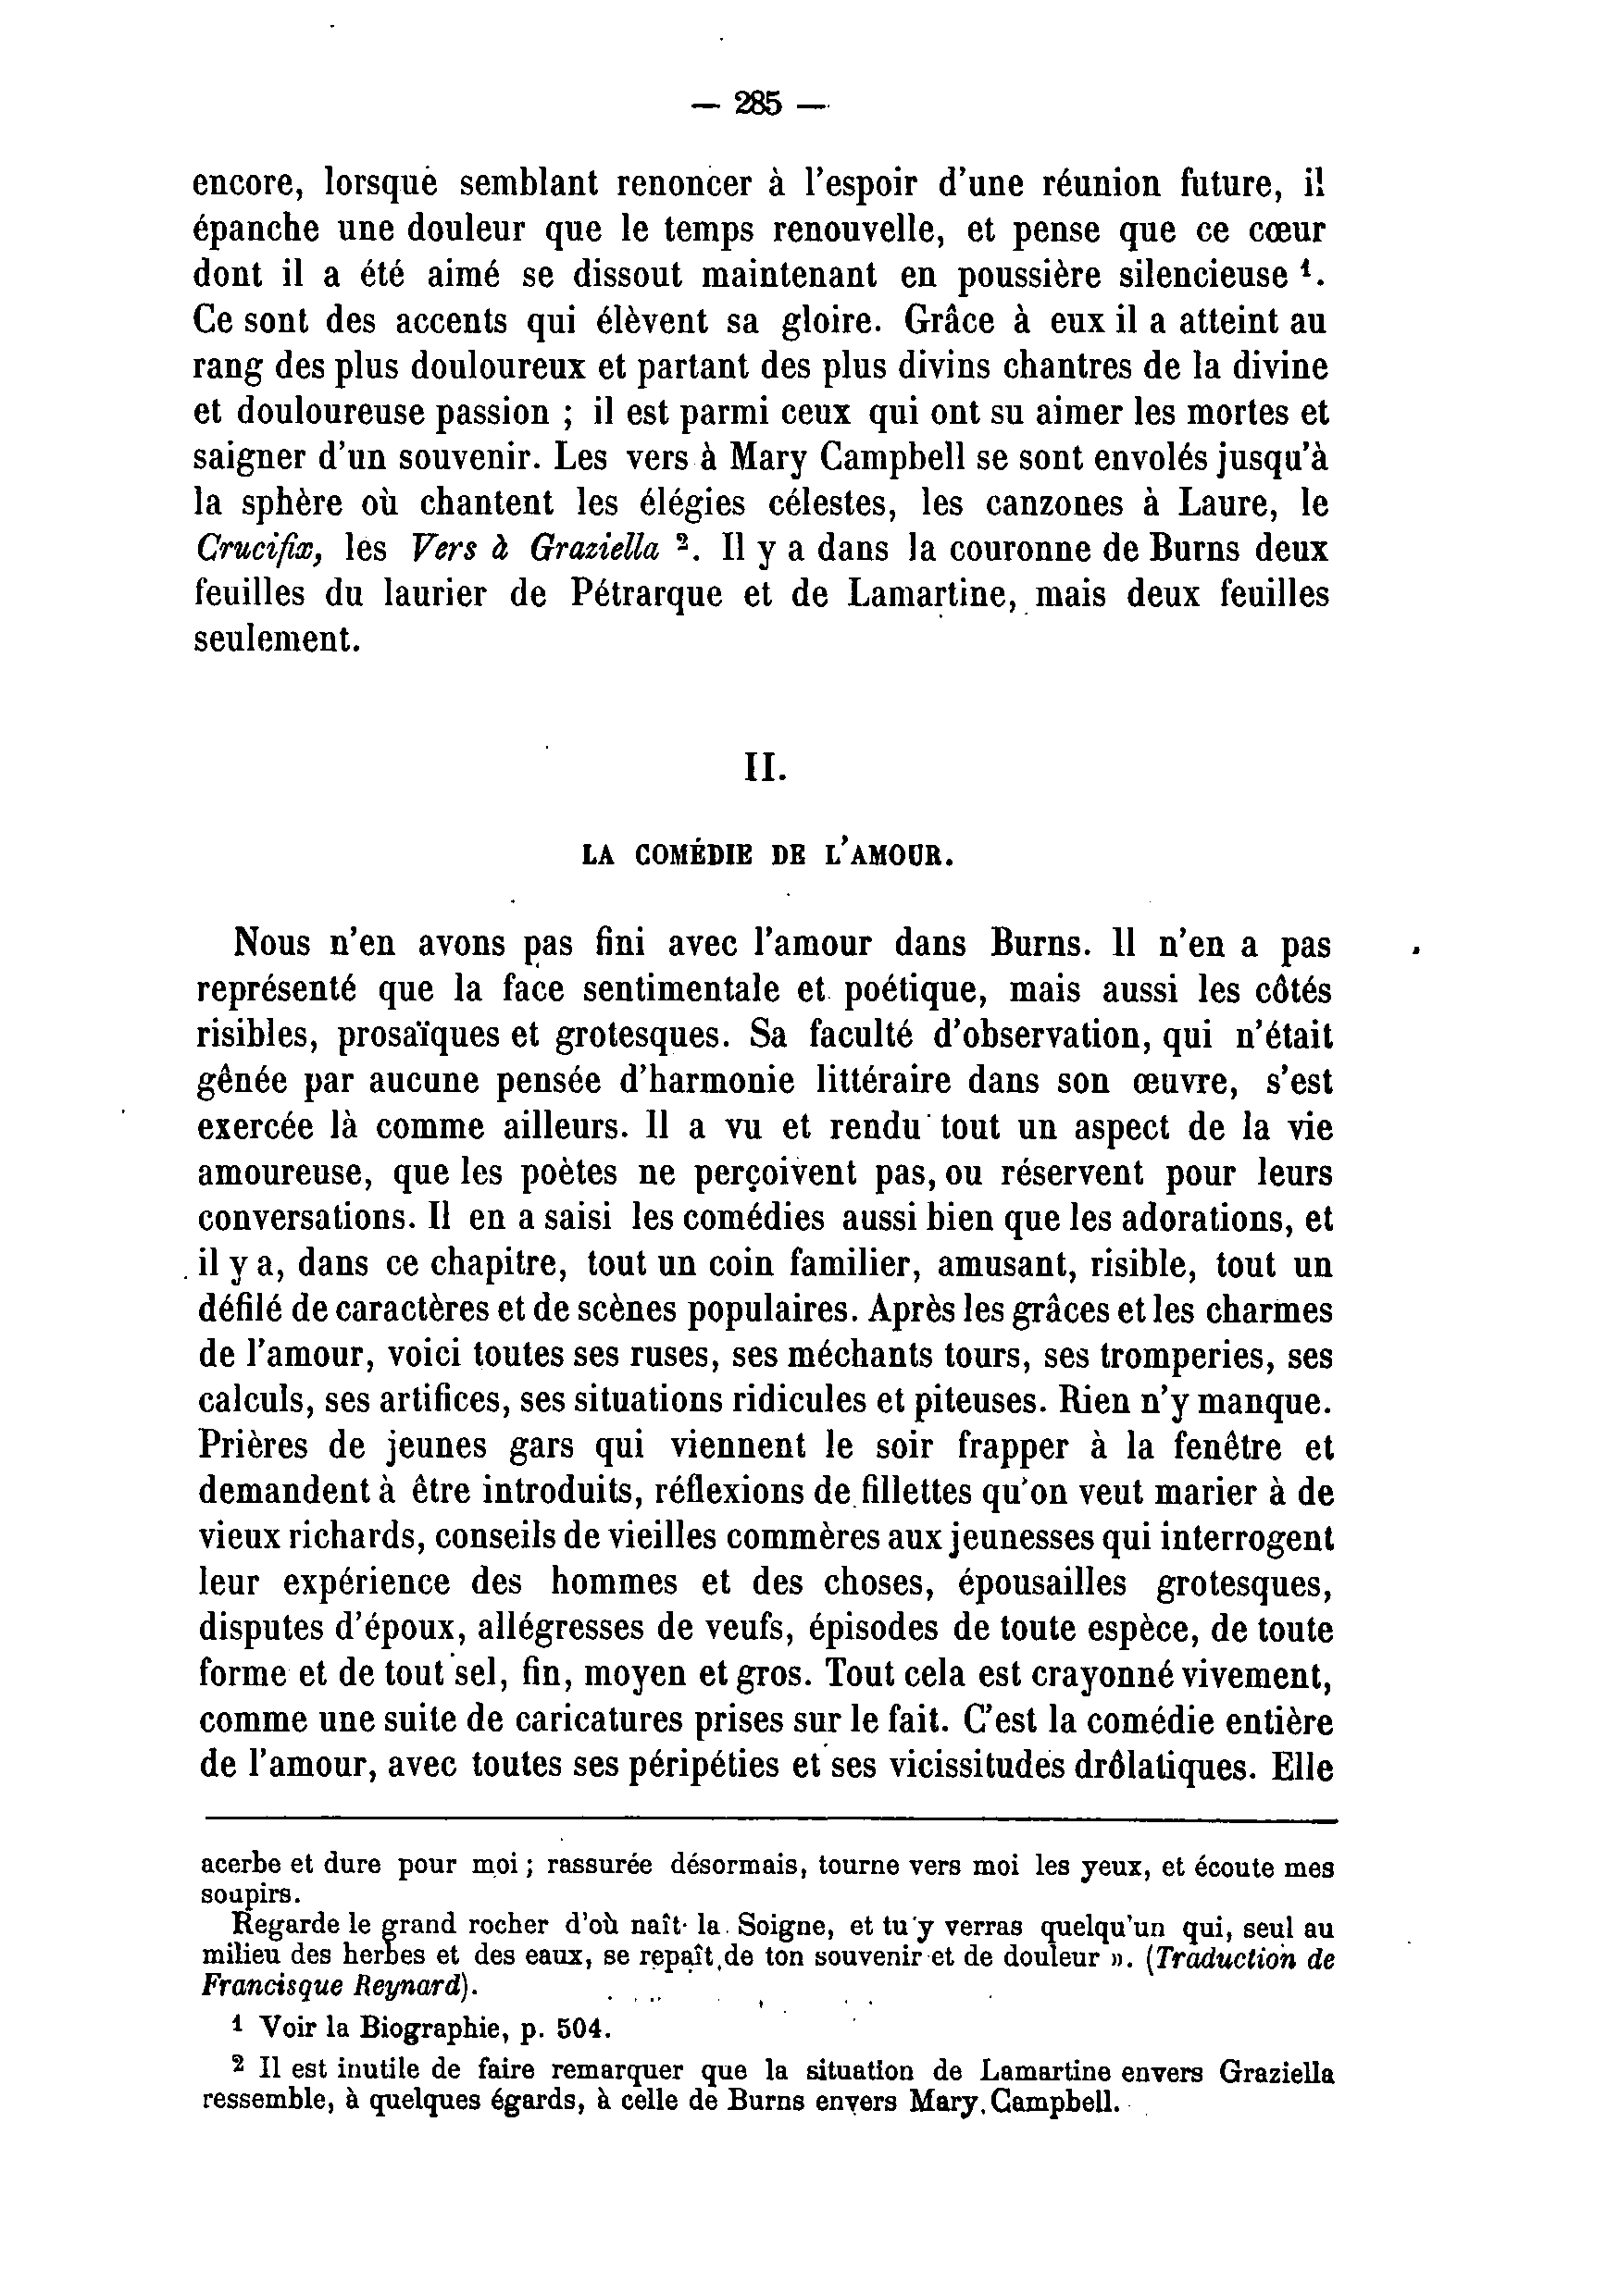 — 285 —
encore, lorsque semblant renoncer à l'espoir d'une réunion future, il
épanche une douleur que le temps renouvelle, et pense que ce cœur
dont il a été aimé se dissout maintenant en poussière silencieuse ¹.
Ce sont des accents qui élèvent sa gloire. Grâce à eux il a atteint au
rang des plus douloureux et partant des plus divins chantres de la divine
et douloureuse passion ; il est parmi ceux qui ont su aimer les mortes et
saigner d'un souvenir. Les vers à Mary Campbell se sont envolés jusqu'à
la sphère où chantent les élégies célestes, les canzones à Laure, le
Crucifix, les Vers à Graziella ². Il y a dans la couronne de Burns deux
feuilles du laurier de Pétrarque et de Lamartine, mais deux feuilles
seulement.
II.
LA COMÉDIE DE L'AMOUR.
Nous n'en avons pas fini avec l'amour dans Burns. Il n'en a pas
représenté que la face sentimentale et poétique, mais aussi les côtés
risibles, prosaïques et grotesques. Sa faculté d'observation, qui n'était
gênée par aucune pensée d'harmonie littéraire dans son œuvre, s'est
exercée là comme ailleurs. Il a vu et rendu tout un aspect de la vie
amoureuse, que les poètes ne perçoivent pas, ou réservent pour leurs
conversations. Il en a saisi les comédies aussi bien que les adorations, et
il y a, dans ce chapitre, tout un coin familier, amusant, risible, tout un
défilé de caractères et de scènes populaires. Après les grâces et les charmes
de l'amour, voici toutes ses ruses, ses méchants tours, ses tromperies, ses
calculs, ses artifices, ses situations ridicules et piteuses. Rien n'y manque.
Prières de jeunes gars qui viennent le soir frapper à la fenêtre et
demandent à être introduits, réflexions de fillettes qu'on veut marier à de
vieux richards, conseils de vieilles commères aux jeunesses qui interrogent
leur expérience des hommes et des choses, épousailles grotesques,
disputes d'époux, allégresses de veufs, épisodes de toute espèce, de toute
forme et de tout sel, fin, moyen et gros. Tout cela est crayonné vivement,
comme une suite de caricatures prises sur le fait. C'est la comédie entière
de l'amour, avec toutes ses péripéties et ses vicissitudes drôlatiques. Elle
acerbe et dure pour moi ; rassurée désormais, tourne vers moi les yeux, et écoute mes
soupirs.
Regarde le grand rocher d'où naît la Soigne, et tu y verras quelqu'un qui, seul au
milieu des herbes et des eaux, se repaît de ton souvenir et de douleur ». (Traduction de
Francisque Reynard).
¹ Voir la Biographie, p. 504.
² Il est inutile de faire remarquer que la situation de Lamartine envers Graziella
ressemble, à quelques égards, à celle de Burns envers Mary Campbell.